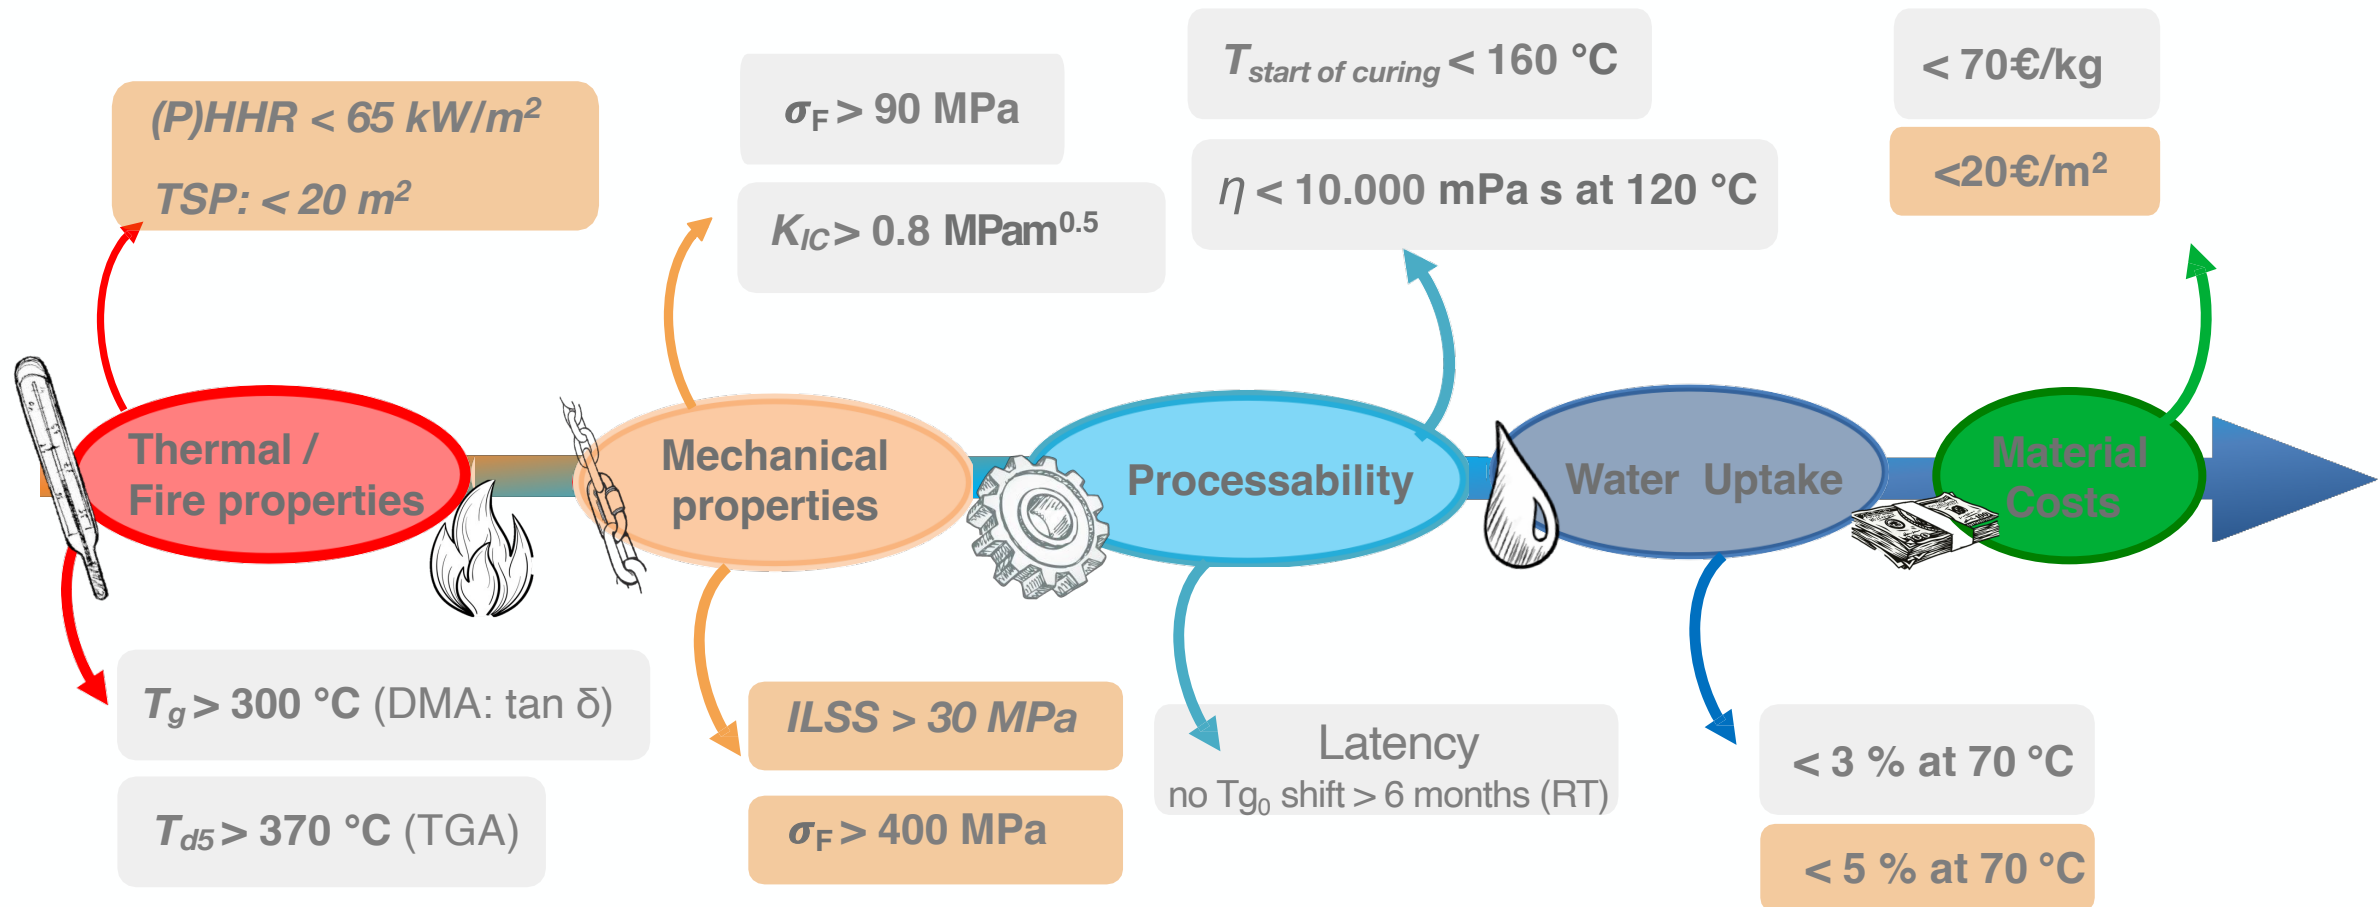 (P)HHR < 65 kW/m²
TSP: < 20 m²
σF > 90 MPa
KIC > 0.8 MPam^0.5
Tstart of curing < 160 °C
η < 10.000 mPa s at 120 °C
< 70€/kg
<20€/m²
Thermal /
Fire properties
Mechanical
properties
Processability
Water Uptake
Material
Costs
Tg > 300 °C (DMA: tan δ)
Td5 > 370 °C (TGA)
ILSS > 30 MPa
σF > 400 MPa
Latency
no Tg₀ shift > 6 months (RT)
< 3 % at 70 °C
< 5 % at 70 °C